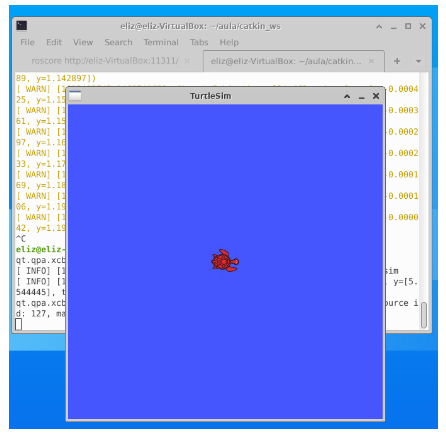 eliz@eliz-VirtualBox: ~/aula/catkin_ws
File Edit View Search Terminal Tabs Help
roscore http://eliz-VirtualBox:11311/ × eliz@eliz-VirtualBox: ~/aula/catkin... ×
89, y=1.142897])
[ WARN] [1 0.0004
25, y=1.15
[ WARN] [1 0.0003
61, y=1.15
[ WARN] [1 0.0002
97, y=1.16
[ WARN] [1 0.0002
33, y=1.17
[ WARN] [1 0.0001
69, y=1.18
[ WARN] [1 0.0001
06, y=1.19
[ WARN] [1 0.0000
42, y=1.19
^C
eliz@eliz-
qt.qpa.xcb
[ INFO] [1 sim
[ INFO] [1 , y=[5.
544445], t
qt.qpa.xcb ource i
d: 127, ma
TurtleSim